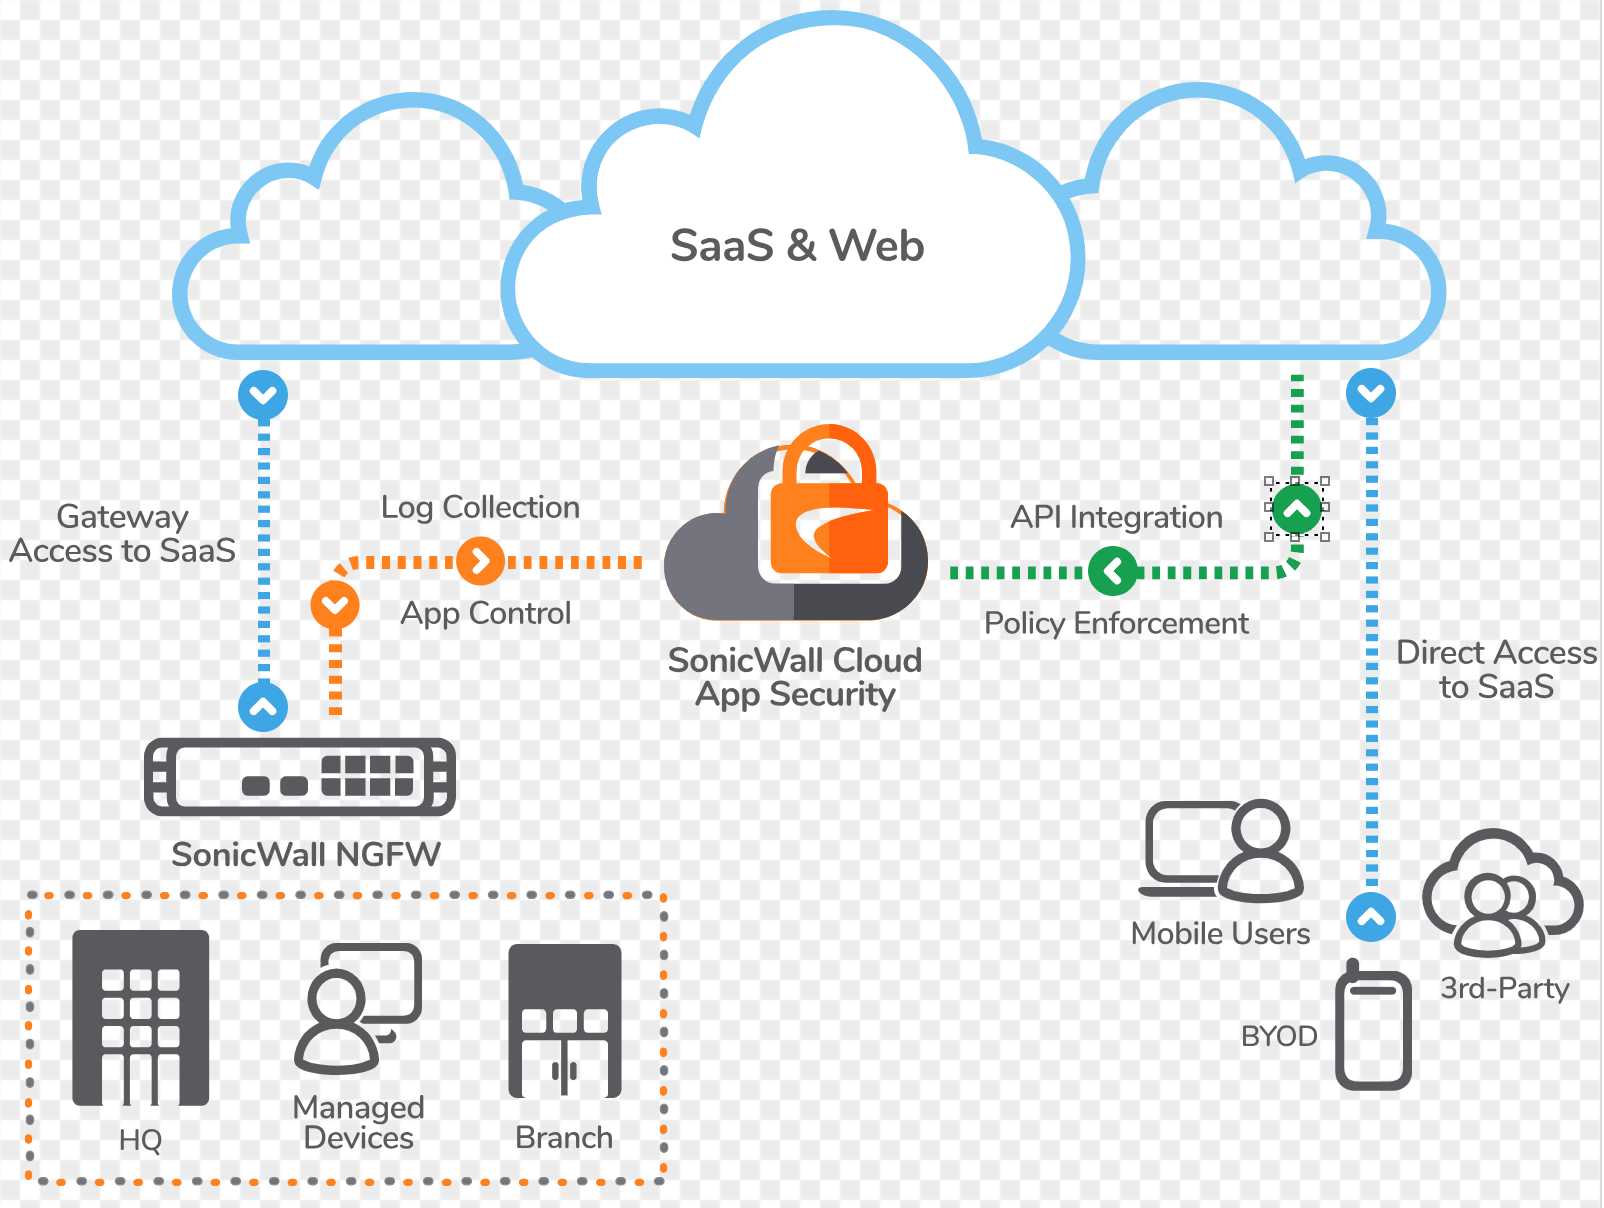 SaaS & Web
Gateway
Access to SaaS
Log Collection
App Control
API Integration
Policy Enforcement
SonicWall Cloud
App Security
Direct Access
to SaaS
SonicWall NGFW
Mobile Users
3rd-Party
BYOD
HQ
Managed
Devices
Branch